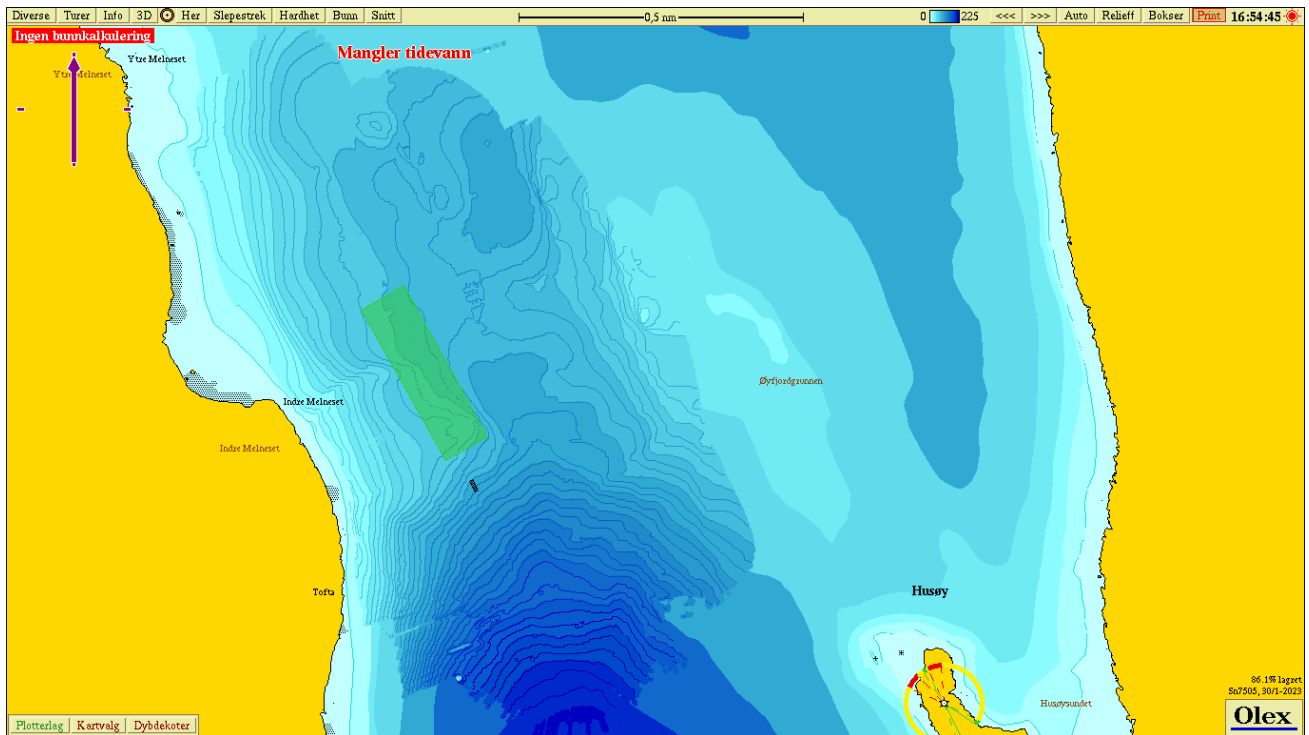 Diverse Turer Info 3D Her Slepestrek Hardhet Bunn Snitt 0,5 nm 0 225 <<< >>> Auto Relieff Bokser Print 16:54:45
Ingen bunnkalkulering
Mangler tidevann
Ytre Melneset
Ytre Melneset
Øyfjordgrunnen
Indre Melneset
Indre Melneset
Tofta
Husøy
86.1% lagret
Sn7505, 30/1-2023
Husøysundet
Plotterlag Kartvalg Dybdekoter
Olex